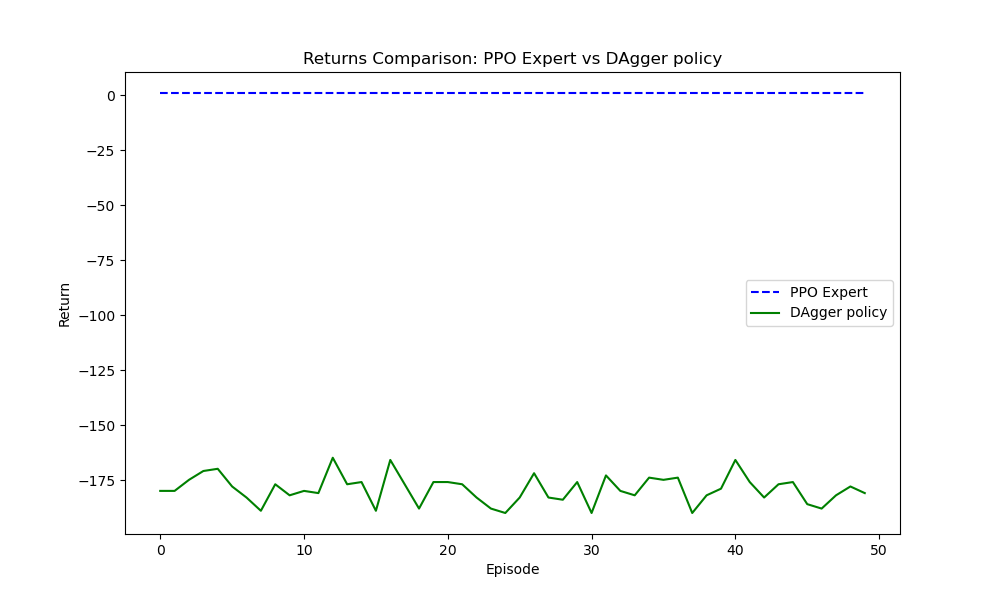 Returns Comparison: PPO Expert vs DAgger policy
0
−25
−50
−75
−100
−125
−150
−175
Return
PPO Expert
DAgger policy
0 10 20 30 40 50
Episode